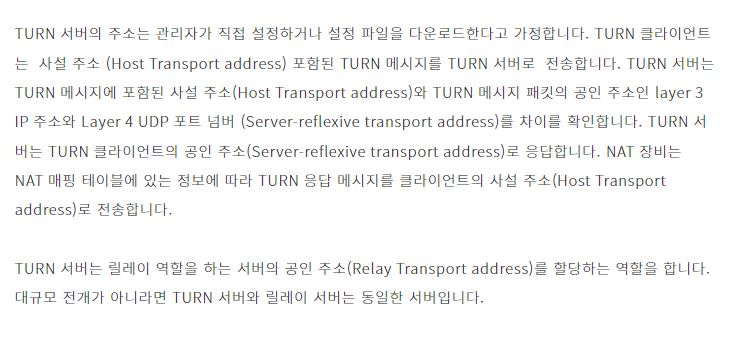 TURN 서버의 주소는 관리자가 직접 설정하거나 설정 파일을 다운로드한다고 가정합니다. TURN 클라이언트
는  사설 주소 (Host Transport address) 포함된 TURN 메시지를 TURN 서버로  전송합니다. TURN 서버는
TURN 메시지에 포함된 사설 주소(Host Transport address)와 TURN 메시지 패킷의 공인 주소인 layer 3
IP 주소와 Layer 4 UDP 포트 넘버 (Server-reflexive transport address)를 차이를 확인합니다. TURN 서
버는 TURN 클라이언트의 공인 주소(Server-reflexive transport address)로 응답합니다. NAT 장비는
NAT 매핑 테이블에 있는 정보에 따라 TURN 응답 메시지를 클라이언트의 사설 주소(Host Transport
address)로 전송합니다.
TURN 서버는 릴레이 역할을 하는 서버의 공인 주소(Relay Transport address)를 할당하는 역할을 합니다.
대규모 전개가 아니라면 TURN 서버와 릴레이 서버는 동일한 서버입니다.